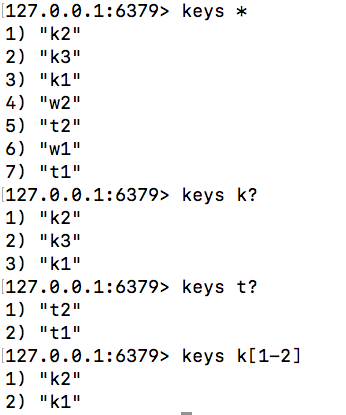 [127.0.0.1:6379> keys *
1) "k2"
2) "k3"
3) "k1"
4) "w2"
5) "t2"
6) "w1"
7) "t1"
[127.0.0.1:6379> keys k?
1) "k2"
2) "k3"
3) "k1"
[127.0.0.1:6379> keys t?
1) "t2"
2) "t1"
[127.0.0.1:6379> keys k[1-2]
1) "k2"
2) "k1"